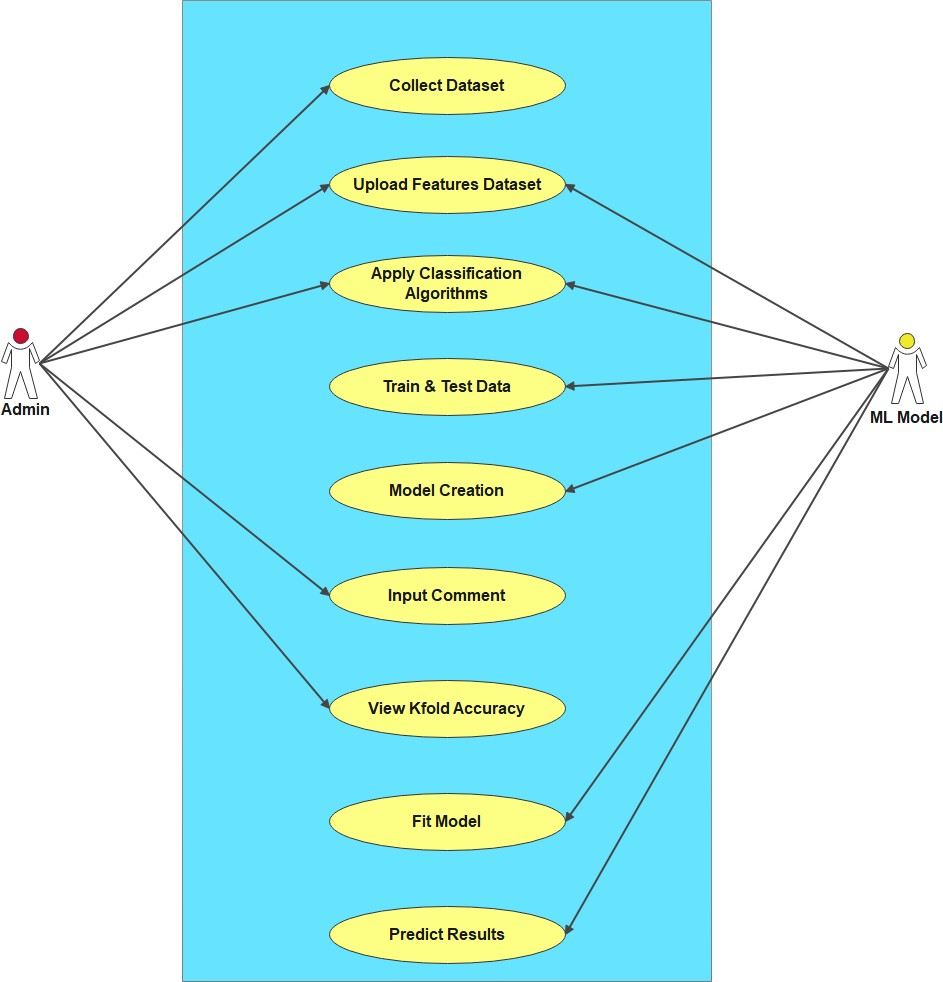 Collect Dataset
Upload Features Dataset
Apply Classification
Algorithms
Admin
Train & Test Data
ML Model
Model Creation
Input Comment
View Kfold Accuracy
Fit Model
Predict Results